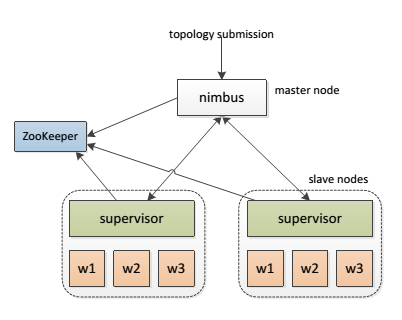 topology submission
nimbus
master node
ZooKeeper
slave nodes
supervisor
supervisor
w1 w2 w3
w1 w2 w3